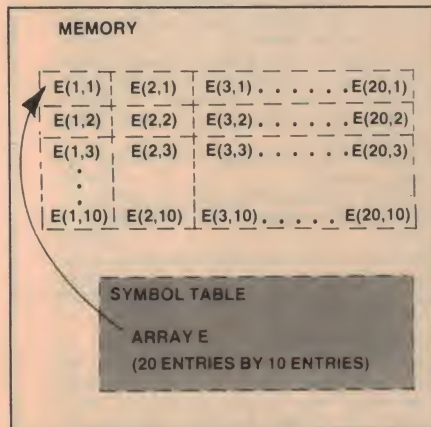 MEMORY
E(1,1) E(2,1) E(3,1) . . . . . . E(20,1)
E(1,2) E(2,2) E(3,2) . . . . . . E(20,2)
E(1,3) E(2,3) E(3,3) . . . . . . E(20,3)
E(1,10) E(2,10) E(3,10) . . . . . E(20,10)
SYMBOL TABLE
ARRAY E
(20 ENTRIES BY 10 ENTRIES)